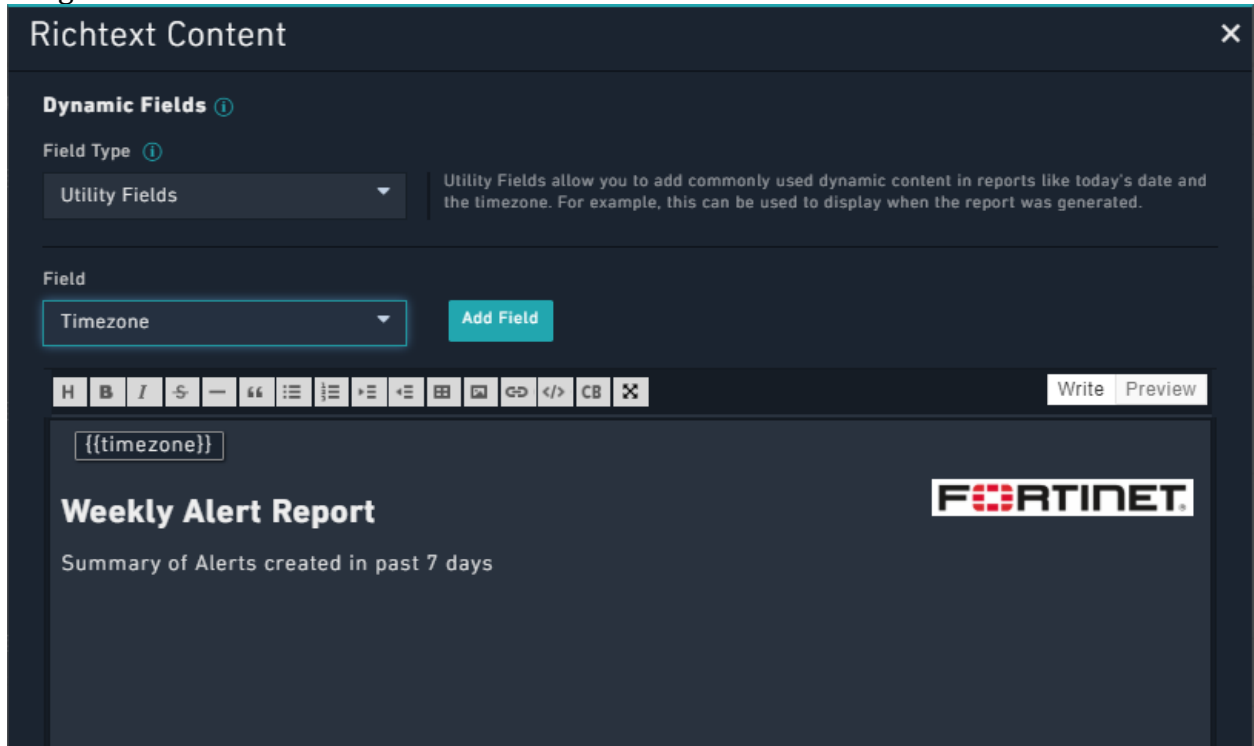 Richtext Content
Dynamic Fields
Field Type
Utility Fields
Utility Fields allow you to add commonly used dynamic content in reports like today's date and
the timezone. For example, this can be used to display when the report was generated.
Field
Timezone
Add Field
H B I S — “ </> CB
Write Preview
{{timezone}}
FORTINET®
Weekly Alert Report
Summary of Alerts created in past 7 days